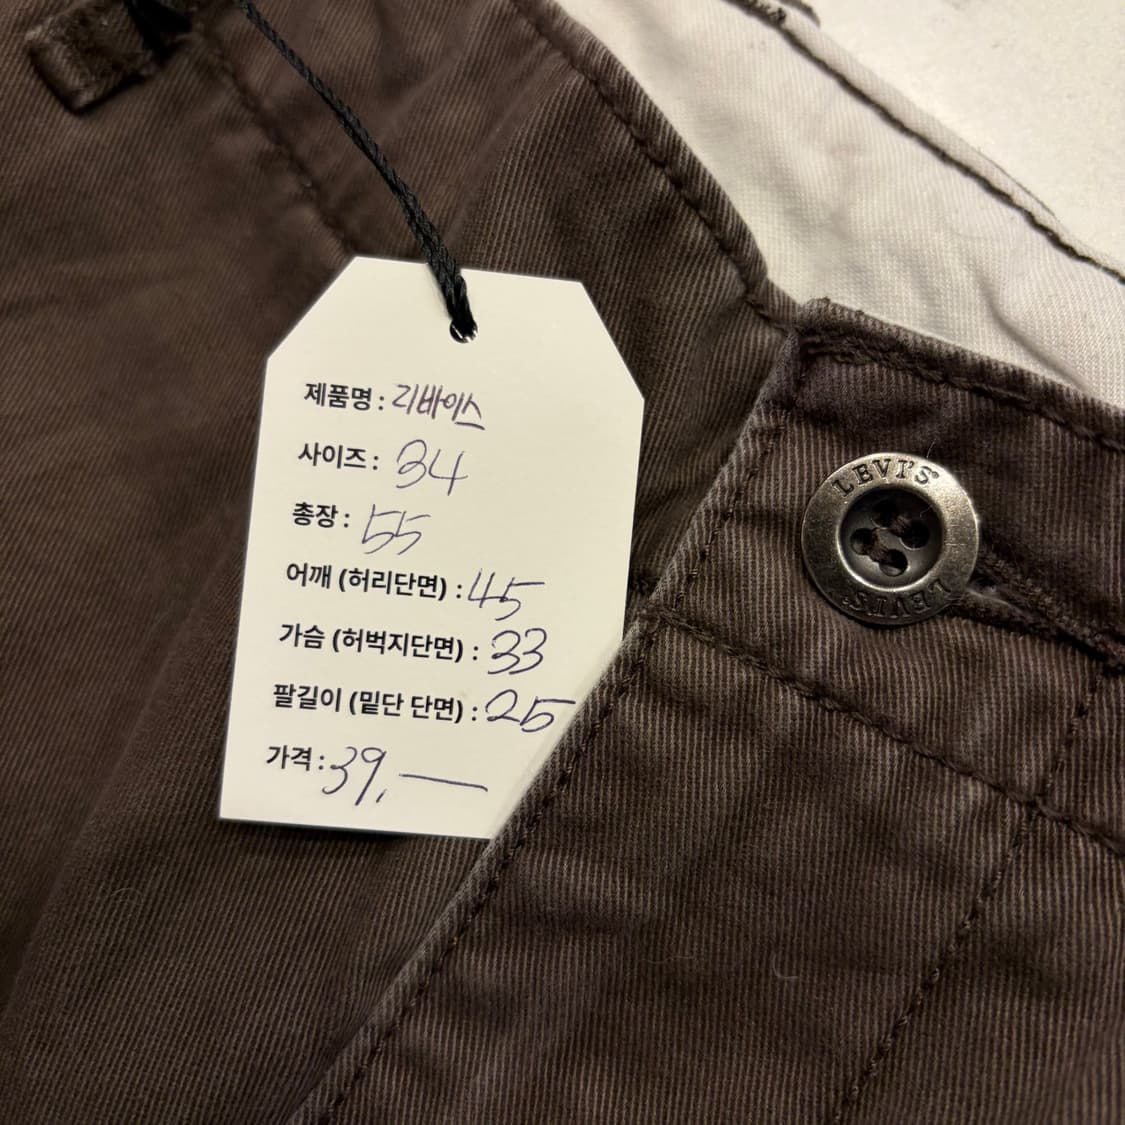 제품명 : 리바이스
사이즈 : 34
총장 : 55
어깨 (허리단면) : 45
가슴 (허벅지단면) : 33
팔길이 (밑단 단면) : 25
가격 : 39,—
LEVI'S®
LEVI'S®